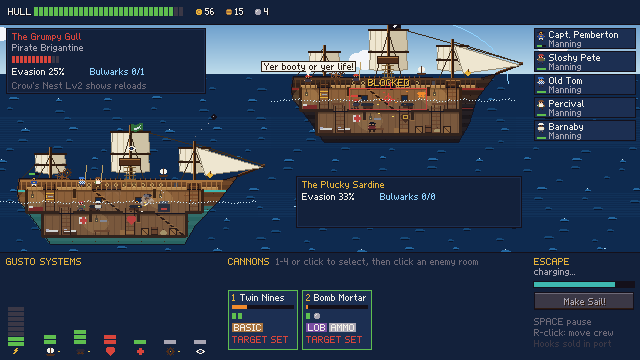 HULL 56 15 4
The Grumpy Gull
Pirate Brigantine
Evasion 25% Bulwarks 0/1
Crow's Nest Lv2 shows reloads
Yer booty or yer life!
BLOCKED
Capt. Pemberton
Manning
Sloshy Pete
Manning
Old Tom
Manning
Percival
Manning
Barnaby
Manning
The Plucky Sardine
Evasion 33% Bulwarks 0/0
GUSTO SYSTEMS
CANNONS 1-4 or click to select, then click an enemy room
1 Twin Nines
BASIC
TARGET SET
2 Bomb Mortar
LOB AMMO
TARGET SET
ESCAPE
charging...
Make Sail!
SPACE pause
R-click: move crew
Hooks sold in port